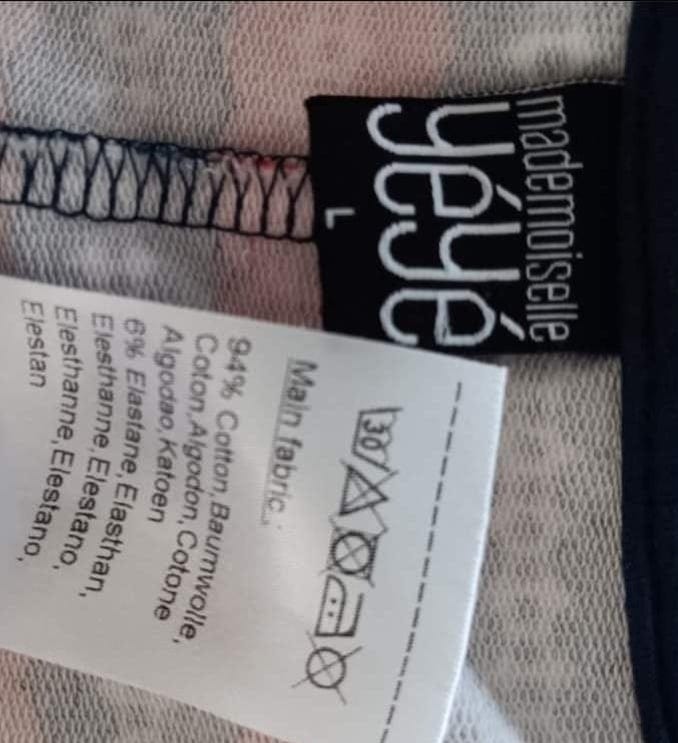 mademoiselle
yéyé
L
30
Main fabric:
94% Cotton,Baumwolle,
Coton,Algodon,Cotone
Algodao,Katoen
6% Elastane,Elasthan,
Elesthanne,Elestano,
Elesthanne,Elestano,
Elestan